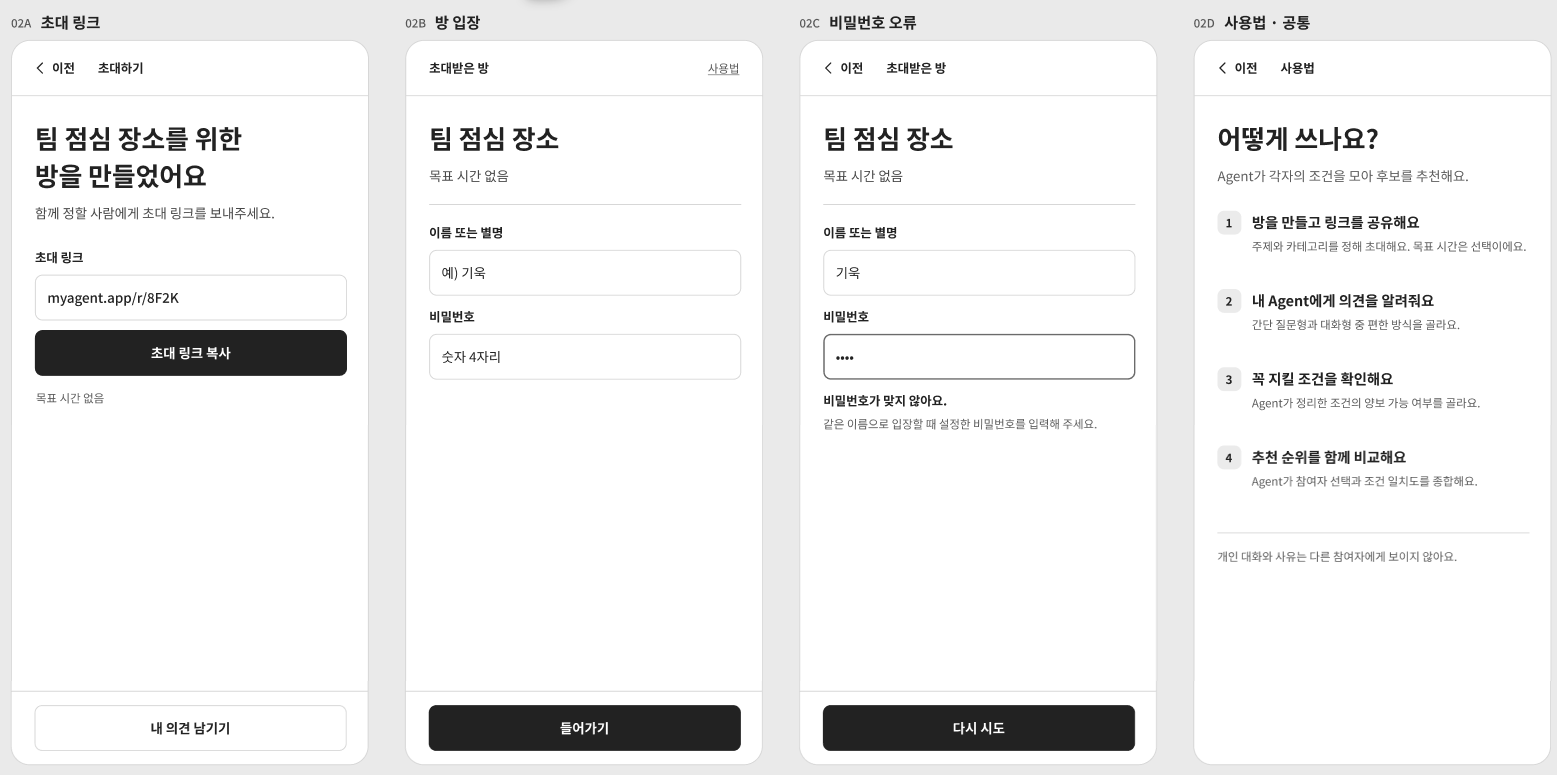 02A 초대 링크
이전 초대하기
팀 점심 장소를 위한
방을 만들었어요
함께 정할 사람에게 초대 링크를 보내주세요.
초대 링크
myagent.app/r/8F2K
초대 링크 복사
목표 시간 없음
내 의견 남기기
02B 방 입장
초대받은 방 사용법
팀 점심 장소
목표 시간 없음
이름 또는 별명
예) 기욱
비밀번호
숫자 4자리
들어가기
02C 비밀번호 오류
이전 초대받은 방
팀 점심 장소
목표 시간 없음
이름 또는 별명
기욱
비밀번호
••••
비밀번호가 맞지 않아요.
같은 이름으로 입장할 때 설정한 비밀번호를 입력해 주세요.
다시 시도
02D 사용법 · 공통
이전 사용법
어떻게 쓰나요?
Agent가 각자의 조건을 모아 후보를 추천해요.
1 방을 만들고 링크를 공유해요
주제와 카테고리를 정해 초대해요. 목표 시간은 선택이에요.
2 내 Agent에게 의견을 알려줘요
간단 질문형과 대화형 중 편한 방식을 골라요.
3 꼭 지킬 조건을 확인해요
Agent가 정리한 조건의 양보 가능 여부를 골라요.
4 추천 순위를 함께 비교해요
Agent가 참여자 선택과 조건 일치도를 종합해요.
개인 대화와 사유는 다른 참여자에게 보이지 않아요.